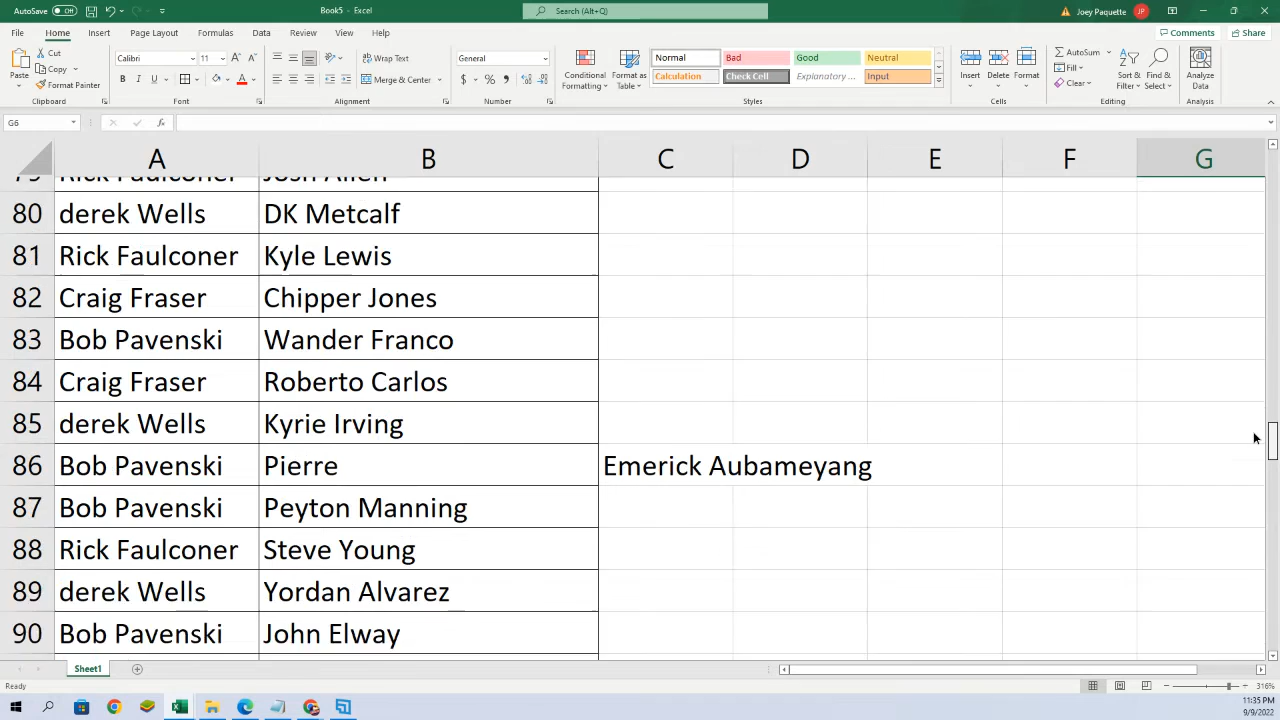 AutoSave Off Book5 - Excel Search (Alt+Q) Joey Paquette JP
File Home Insert Page Layout Formulas Data Review View Help Comments Share
Paste Cut Copy Format Painter Clipboard
Calibri 11 Font
Wrap Text Merge & Center Alignment
General Number
Conditional Formatting Format as Table
Normal Bad Good Neutral
Calculation Check Cell Explanatory ... Input
Styles
Insert Delete Format Cells
AutoSum Fill Clear Sort & Filter Find & Select Editing
Analyze Data Analysis
G6
A B C D E F G
79 Rick Faulconer Josh Allen
80 derek Wells DK Metcalf
81 Rick Faulconer Kyle Lewis
82 Craig Fraser Chipper Jones
83 Bob Pavenski Wander Franco
84 Craig Fraser Roberto Carlos
85 derek Wells Kyrie Irving
86 Bob Pavenski Pierre Emerick Aubameyang
87 Bob Pavenski Peyton Manning
88 Rick Faulconer Steve Young
89 derek Wells Yordan Alvarez
90 Bob Pavenski John Elway
Sheet1
Ready 316%
11:35 PM
9/9/2022